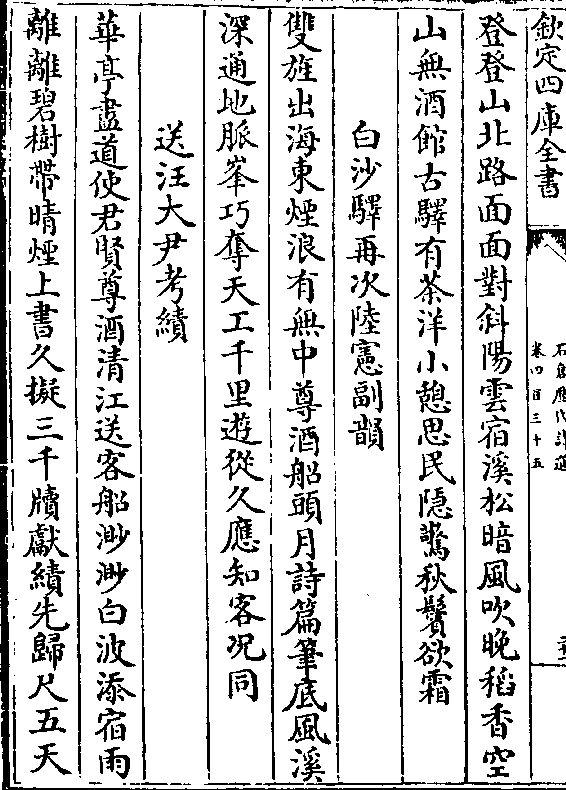 欽定四庫全書
石倉歷代詩選
卷四百三十五
登登山北路面面對斜陽雲宿溪松暗風吹晚稻香空
山無酒館古驛有茶洋小憩思民隱驚秋鬢欲霜
白沙驛再次陸憲副韻
雙旌出海東煙浪有無中尊酒船頭月詩篇筆底風溪
深通地脈峯巧奪天工千里遊從久應知客况同
送汪大尹考績
華亭盡道使君賢尊酒清江送客船渺渺白波添宿雨
離離碧樹帶晴煙上書久擬三千牘獻績先歸尺五天